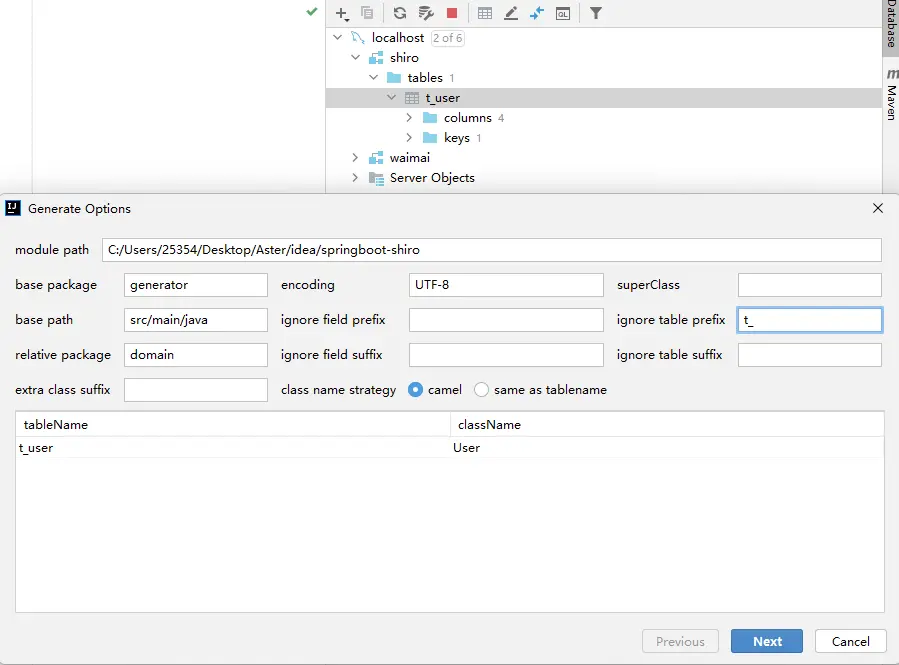 localhost 2 of 6
shiro
tables 1
t_user
columns 4
keys 1
waimai
Server Objects
Database
m Maven
QL
Generate Options
module path C:/Users/25354/Desktop/Aster/idea/springboot-shiro
base package generator encoding UTF-8 superClass
base path src/main/java ignore field prefix ignore table prefix t_
relative package domain ignore field suffix ignore table suffix
extra class suffix class name strategy camel same as tablename
tableName className
t_user User
Previous Next Cancel